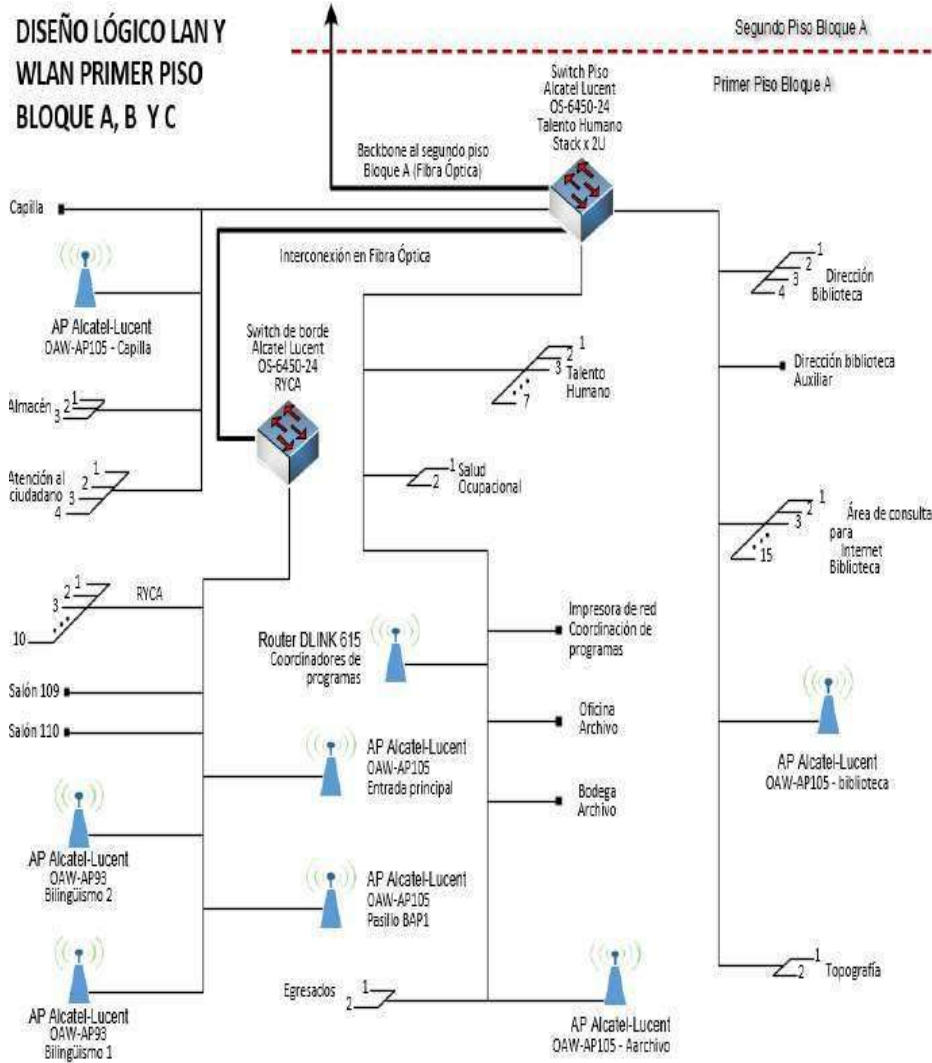 DISEÑO LÓGICO LAN Y
WLAN PRIMER PISO
BLOQUE A, B Y C
Segundo Piso Bloque A
Primer Piso Bloque A
Switch Piso
Alcatel Lucent
OS-6450-24
Talento Humano
Stack x 2U
Backbone al segundo piso
Bloque A (Fibra Óptica)
Capilla
Interconexión en Fibra Óptica
AP Alcatel-Lucent
OAW-AP105 - Capilla
Switch de borde
Alcatel Lucent
OS-6450-24
RYCA
1
2
3
4
Dirección
Biblioteca
Dirección biblioteca
Auxiliar
1
2
3
7
Talento
Humano
Almacén
1
2
3
Atención al
ciudadano
1
2
3
4
1
2
Salud
Ocupacional
1
2
3
15
Área de consulta
para
Internet
Biblioteca
1
2
3
10
RYCA
Salón 109
Salón 110
Router DLINK 615
Coordinadores de
programas
Impresora de red
Coordinación de
programas
Oficina
Archivo
Bodega
Archivo
AP Alcatel-Lucent
OAW-AP105
Entrada principal
AP Alcatel-Lucent
OAW-AP105 - biblioteca
AP Alcatel-Lucent
OAW-AP93
Bilingüismo 2
AP Alcatel-Lucent
OAW-AP105
Pasillo BAP1
AP Alcatel-Lucent
OAW-AP93
Bilingüismo 1
Egresados
1
2
AP Alcatel-Lucent
OAW-AP105 - Aarchivo
1
2
Topografía